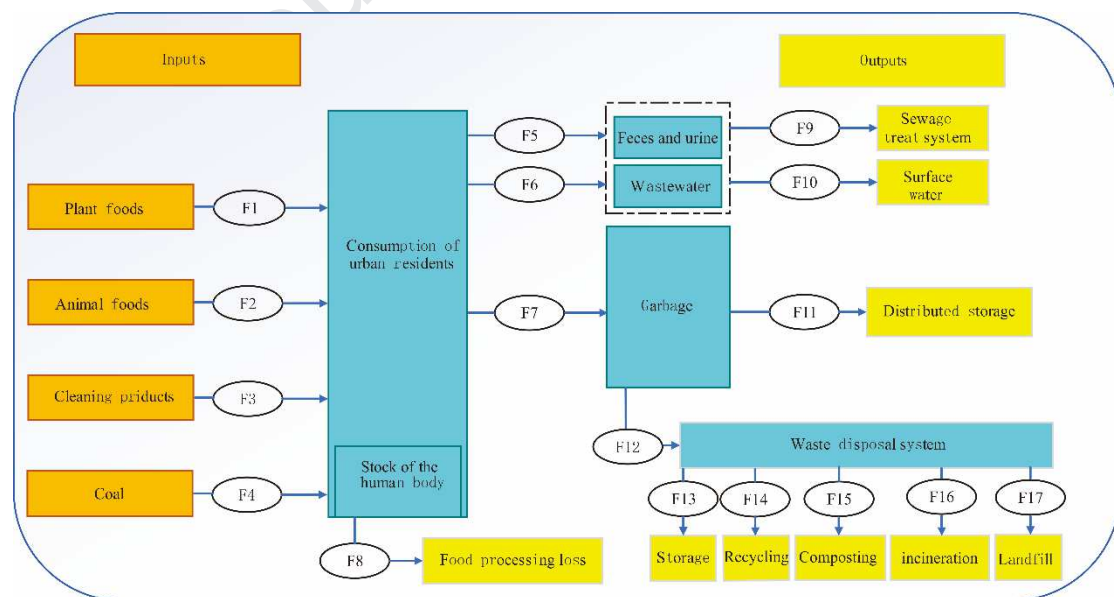 Inputs
Outputs
Plant foods
F1
Animal foods
F2
Cleaning priducts
F3
Coal
F4
Consumption of
urban residents
Stock of the
human body
F5
F6
F7
F8
Food processing loss
Feces and urine
Wastewater
Garbage
F9
Sewage
treat system
F10
Surface
water
F11
Distributed storage
F12
Waste disposal system
F13
F14
F15
F16
F17
Storage
Recycling
Composting
incineration
Landfill